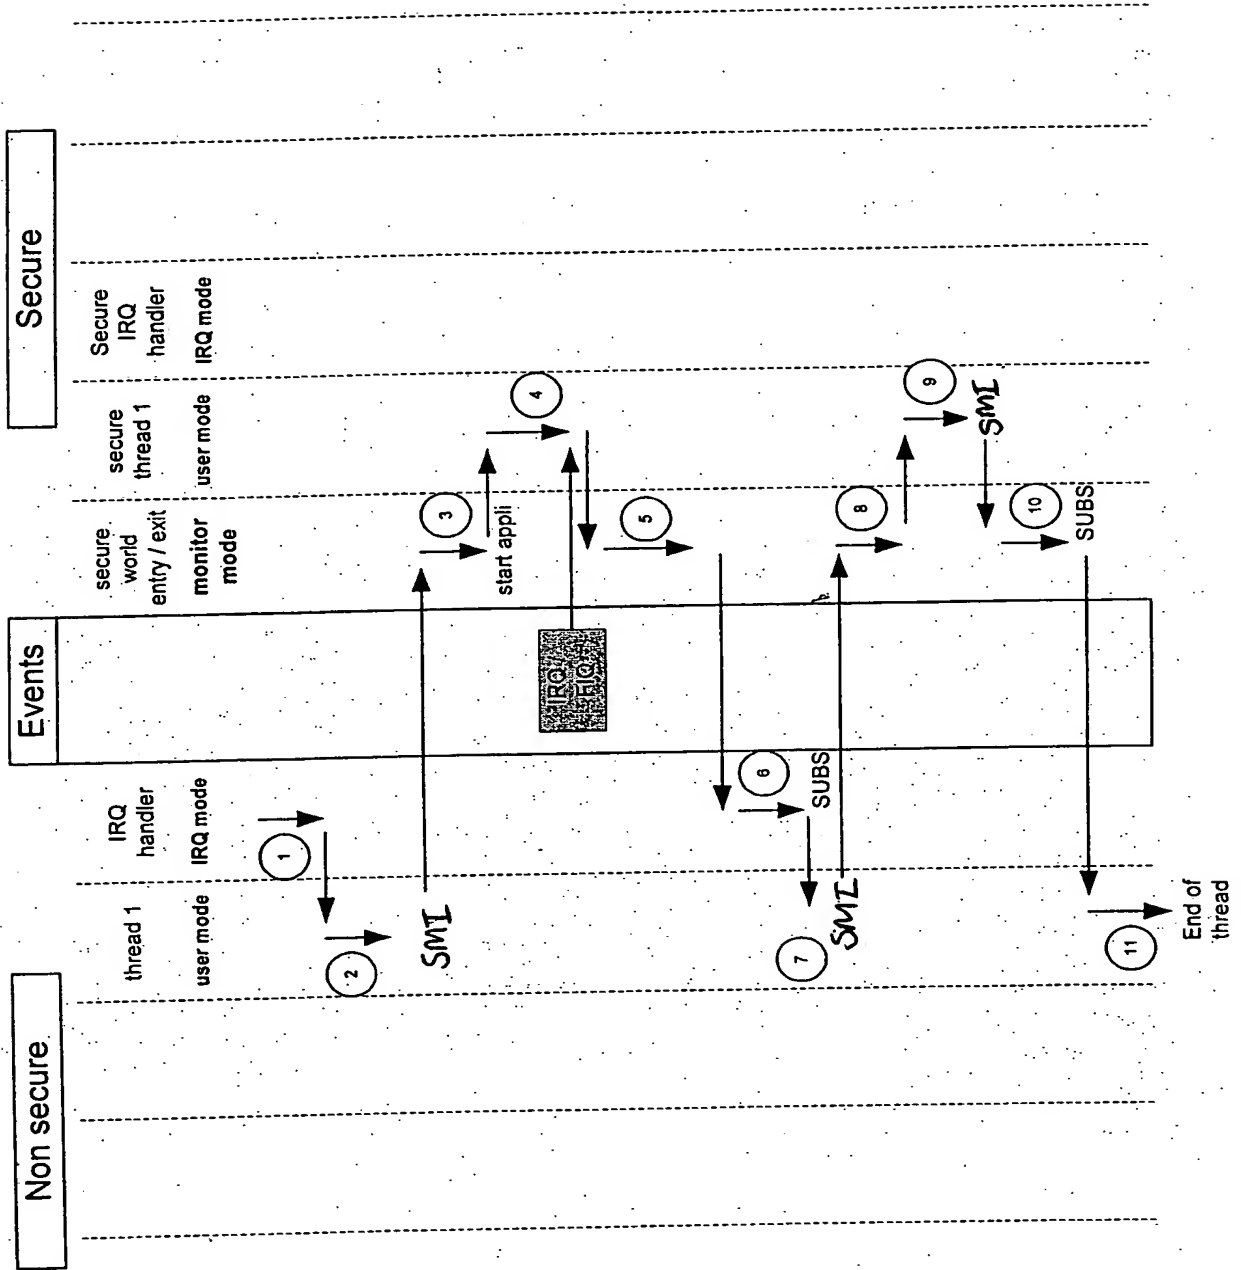 Non secure
Events
Secure
thread 1
user mode
IRQ
handler
IRQ mode
secure
world
entry / exit
monitor
mode
secure
thread 1
user mode
Secure
IRQ
handler
IRQ mode
1
2
SMI
3
start appli
4
IRQ /
FIQ
5
6
SUBS
7
SMI
8
9
SMI
10
SUBS
11
End of
thread